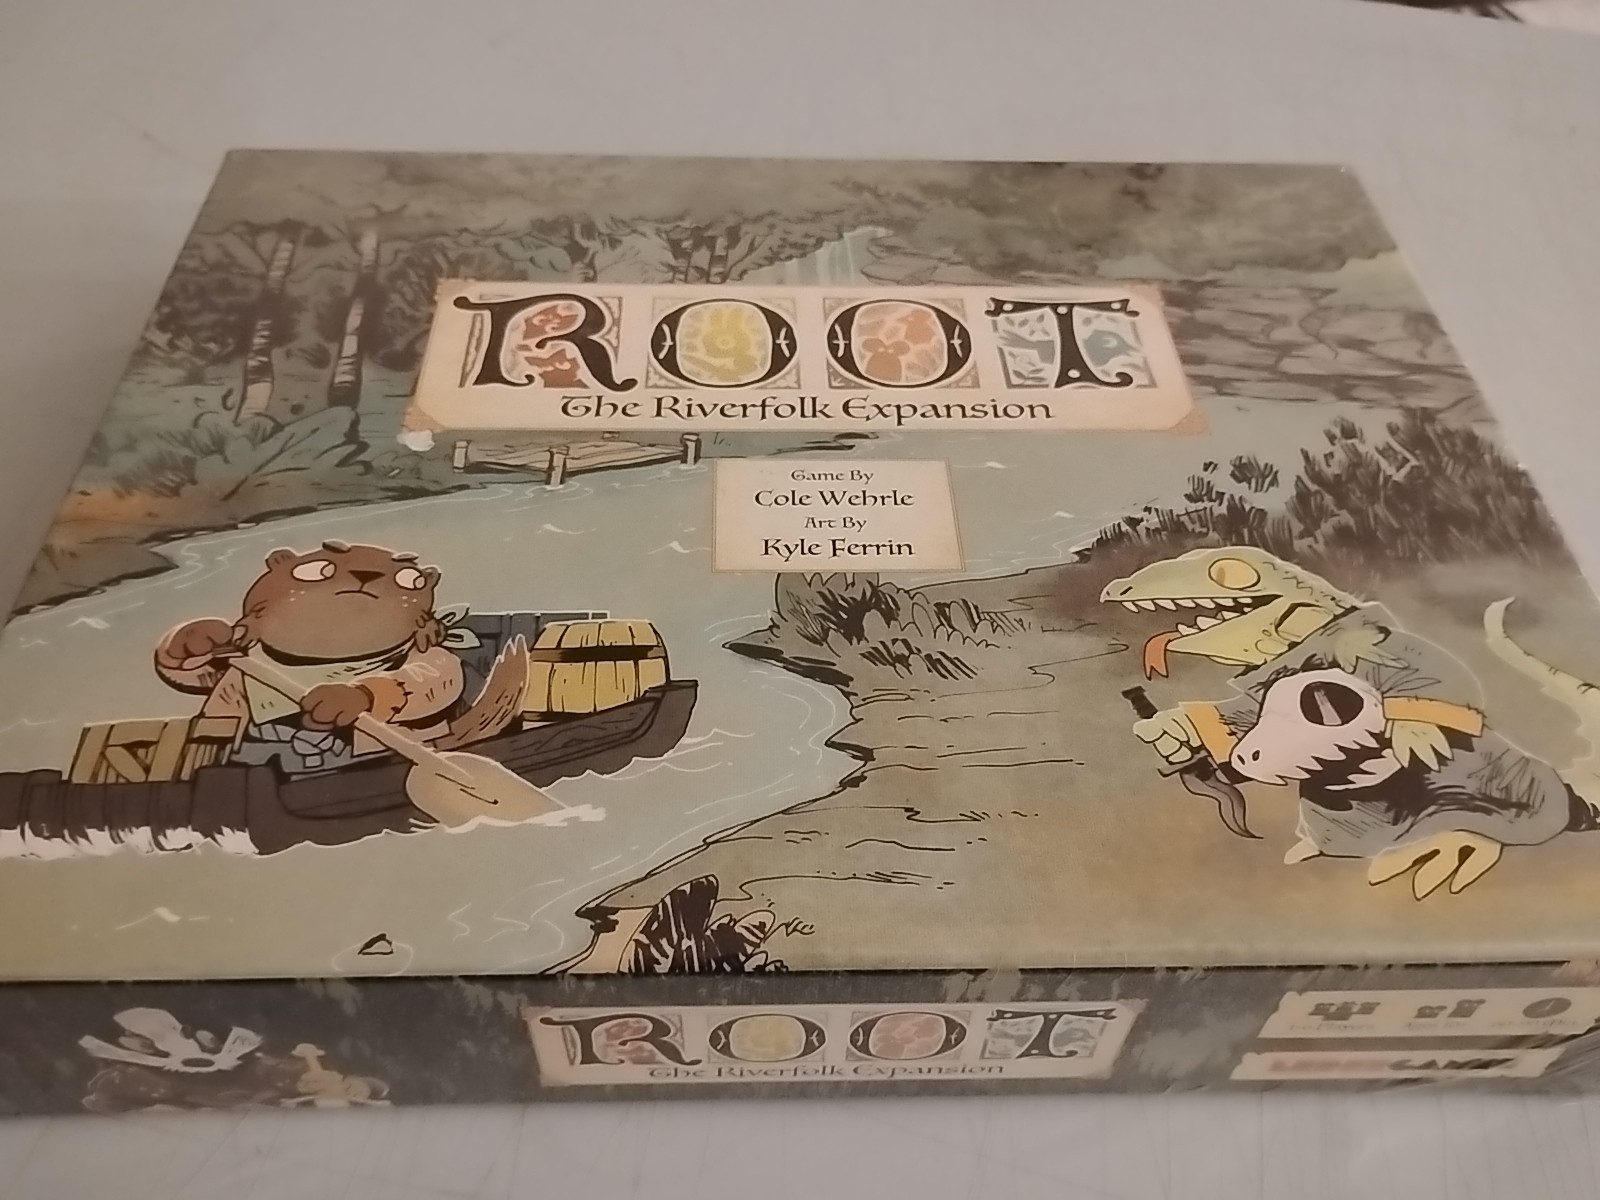 ROOT
The Riverfolk Expansion
Game By
Cole Wehrle
Art By
Kyle Ferrin
ROOT
The Riverfolk Expansion